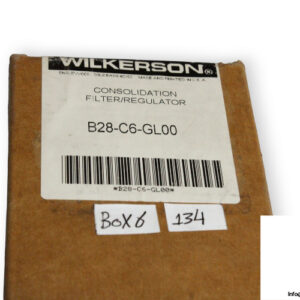 WILKERSON®
CONSOLIDATION
FILTER/REGULATOR
B28-C6-GL00
*B28-C6-GL00*
BOX 6
134